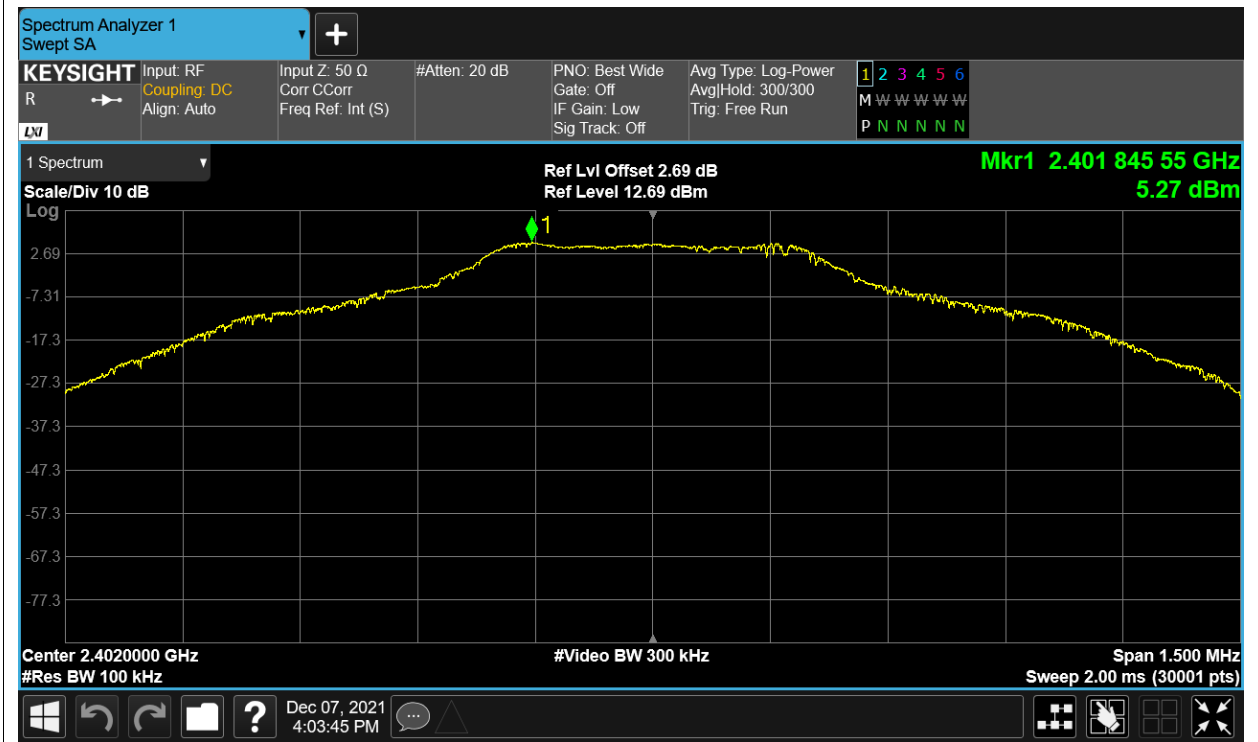 Spectrum Analyzer 1
Swept SA
+
KEYSIGHT
R
LXI
Input: RF
Coupling: DC
Align: Auto
Input Z: 50 Ω
Corr CCorr
Freq Ref: Int (S)
#Atten: 20 dB
PNO: Best Wide
Gate: Off
IF Gain: Low
Sig Track: Off
Avg Type: Log-Power
Avg|Hold: 300/300
Trig: Free Run
1 2 3 4 5 6
M W W W W W
P N N N N N
1 Spectrum
Scale/Div 10 dB
Log
Ref Lvl Offset 2.69 dB
Ref Level 12.69 dBm
Mkr1 2.401 845 55 GHz
5.27 dBm
1
2.69
-7.31
-17.3
-27.3
-37.3
-47.3
-57.3
-67.3
-77.3
Center 2.4020000 GHz
#Res BW 100 kHz
#Video BW 300 kHz
Span 1.500 MHz
Sweep 2.00 ms (30001 pts)
?
Dec 07, 2021
4:03:45 PM